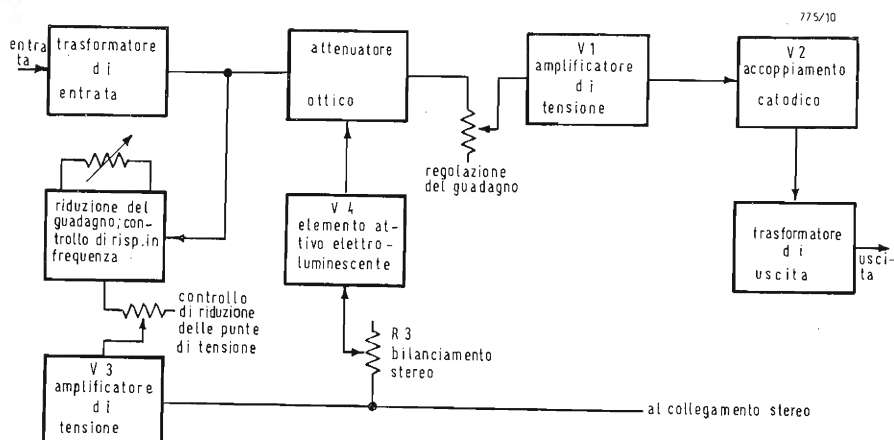 775/10
entra
ta
trasformatore
di
entrata
attenuatore
ottico
V 1
amplificatore
di
tensione
V 2
accoppiamento
catodico
regolazione
del guadagno
riduzione del
guadagno; con-
trollo di risp. in
frequenza
V 4
elemento at-
tivo elettro-
luminescente
trasformatore
di
uscita
usci-
ta
controllo
di riduzione
delle punte
di tensione
R 3
bilanciamento
stereo
V 3
amplificatore
di
tensione
al collegamento stereo